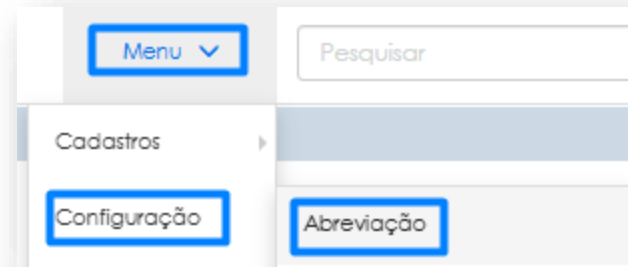 Menu
Pesquisar
Cadastros
Configuração
Abreviação